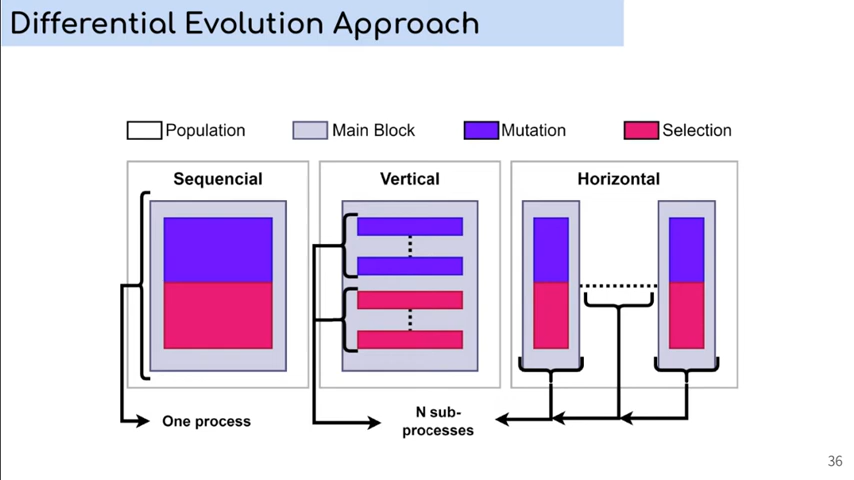 Differential Evolution Approach
Population
Main Block
Mutation
Selection
Sequencial
Vertical
Horizontal
One process
N sub-
processes
36